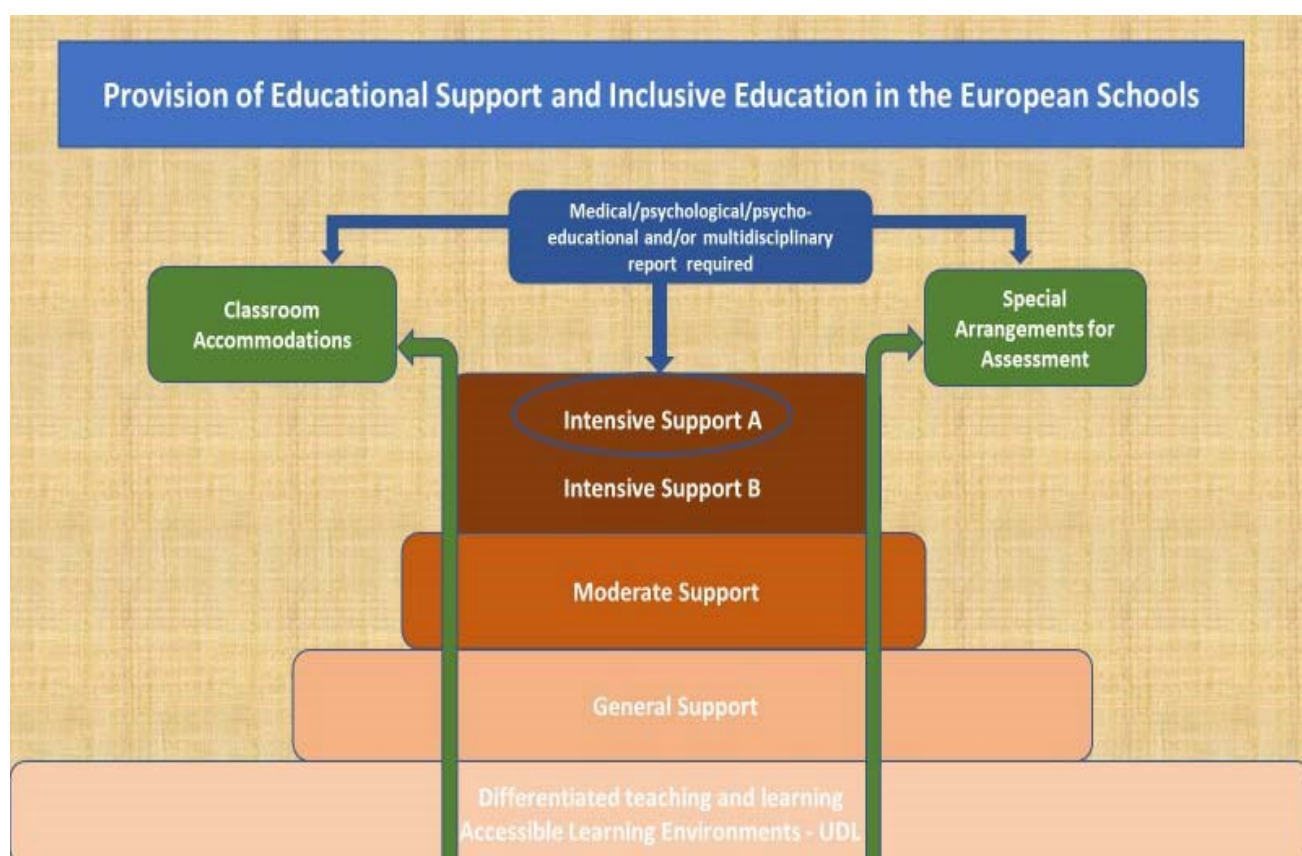 Provision of Educational Support and Inclusive Education in the European Schools
Medical/psychological/psycho-
educational and/or multidisciplinary
report required
Classroom
Accommodations
Special
Arrangements for
Assessment
Intensive Support A
Intensive Support B
Moderate Support
General Support
Differentiated teaching and learning
Accessible Learning Environments - UDL